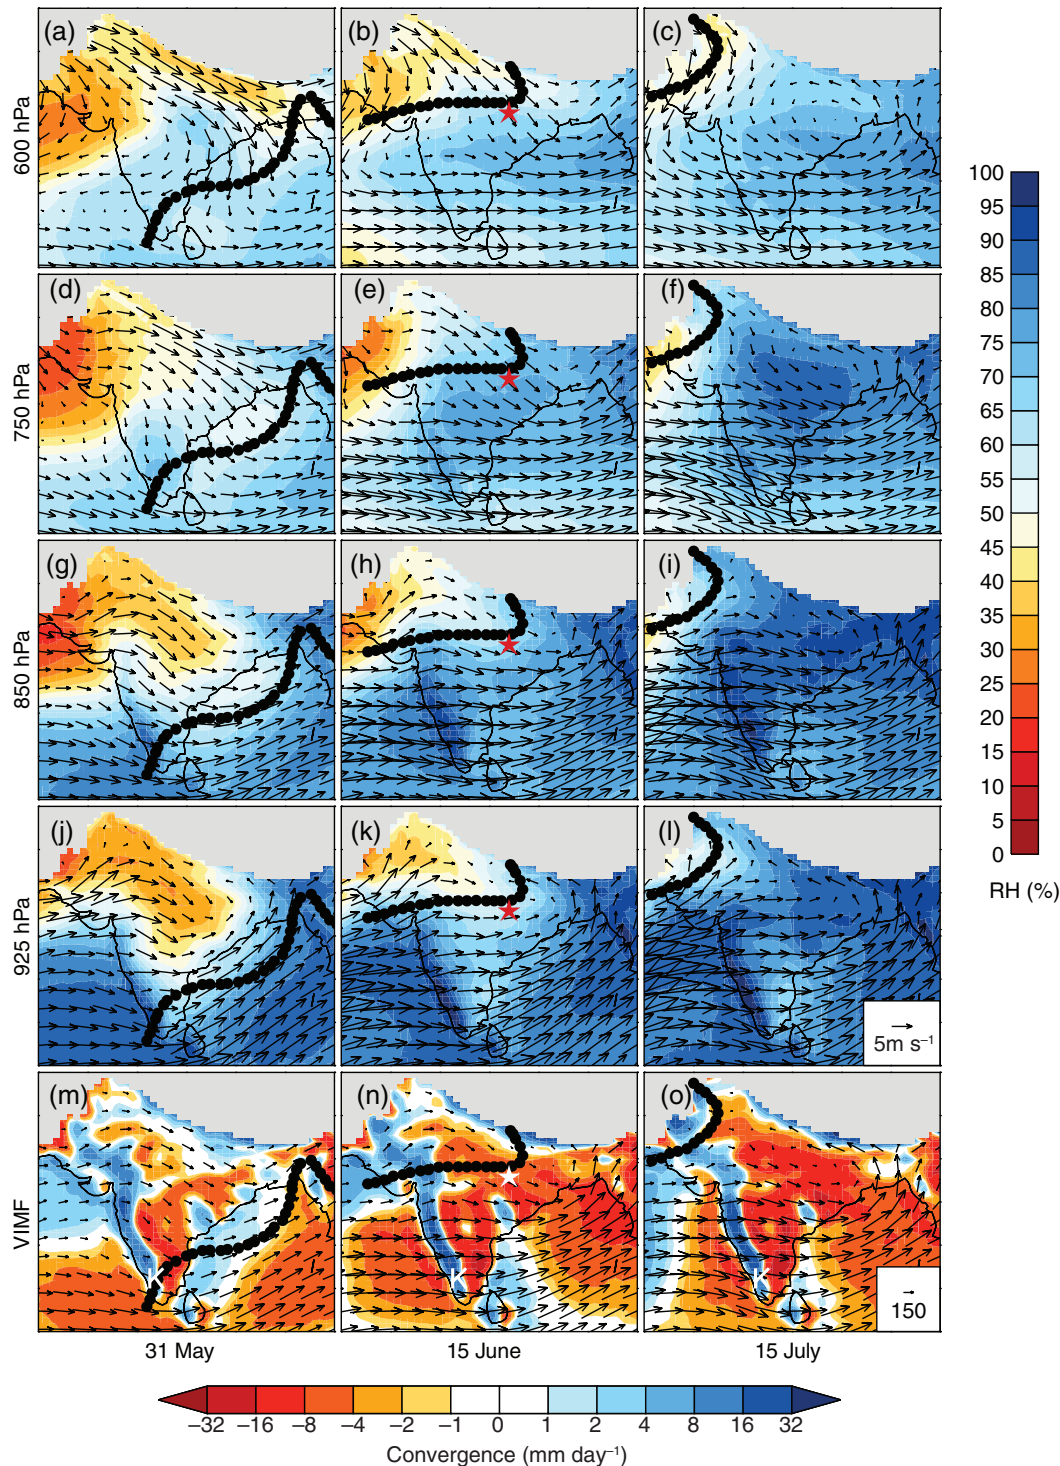 (a)
(b)
(c)
600 hPa
(d)
(e)
(f)
750 hPa
(g)
(h)
(i)
850 hPa
(j)
(k)
(l)
925 hPa
5m s⁻¹
(m)
(n)
(o)
VIMF
K
K
K
150
31 May
15 June
15 July
100
95
90
85
80
75
70
65
60
55
50
45
40
35
30
25
20
15
10
5
0
RH (%)
−32 −16 −8 −4 −2 −1 0 1 2 4 8 16 32
Convergence (mm day⁻¹)